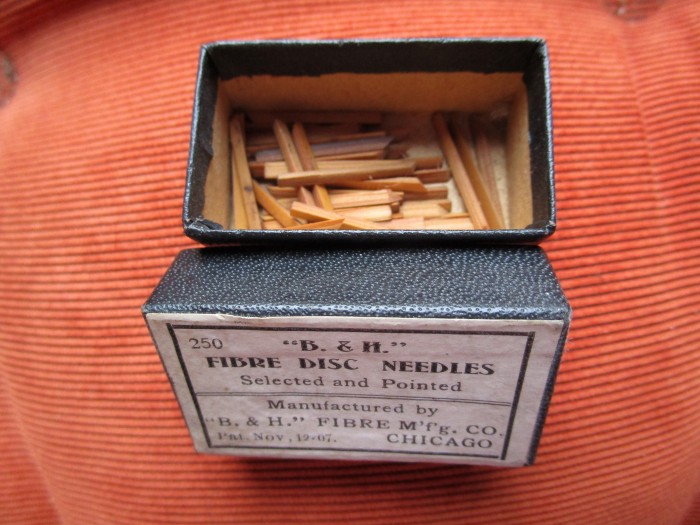 250 "B. & H."
FIBRE DISC NEEDLES
Selected and Pointed
Manufactured by
"B. & H." FIBRE M'f'g. CO.
Pat. Nov, 12-07. CHICAGO